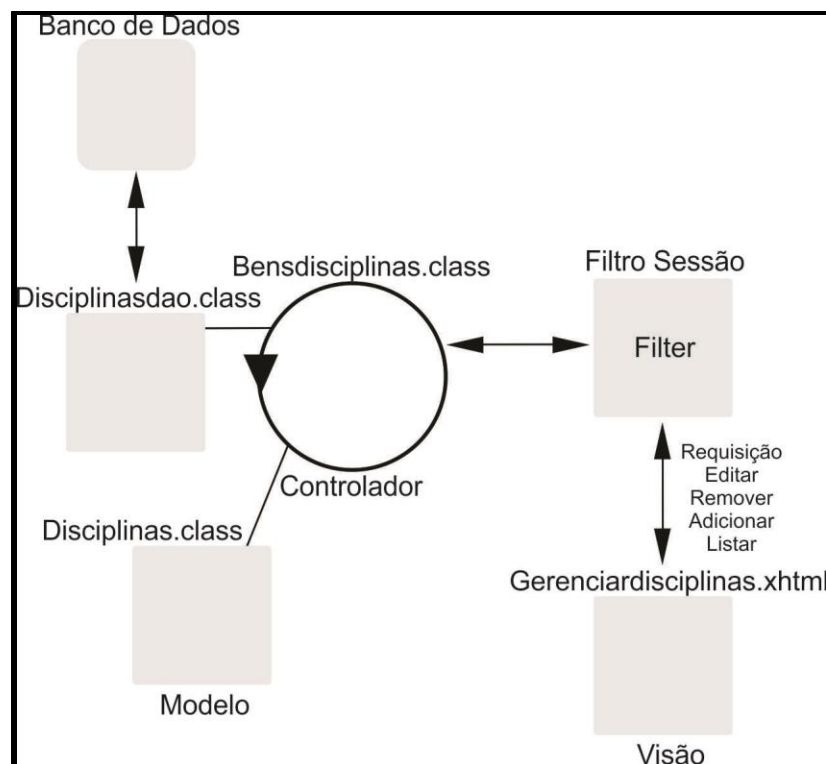 Banco de Dados
Bensdisciplinas.class
Filtro Sessão
Disciplinasdao.class
Filter
Requisição
Editar
Remover
Adicionar
Listar
Controlador
Disciplinas.class
Gerenciardisciplinas.xhtml
Modelo
Visão